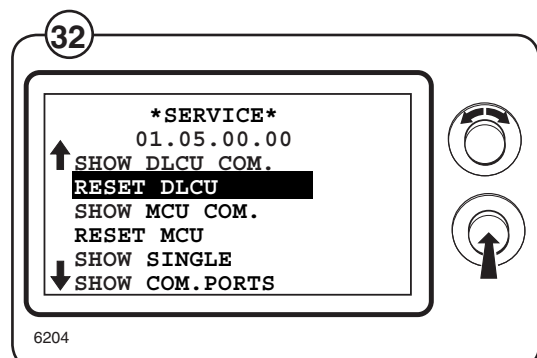 32
*SERVICE*
01.05.00.00
SHOW DLCU COM.
RESET DLCU
SHOW MCU COM.
RESET MCU
SHOW SINGLE
SHOW COM.PORTS
6204